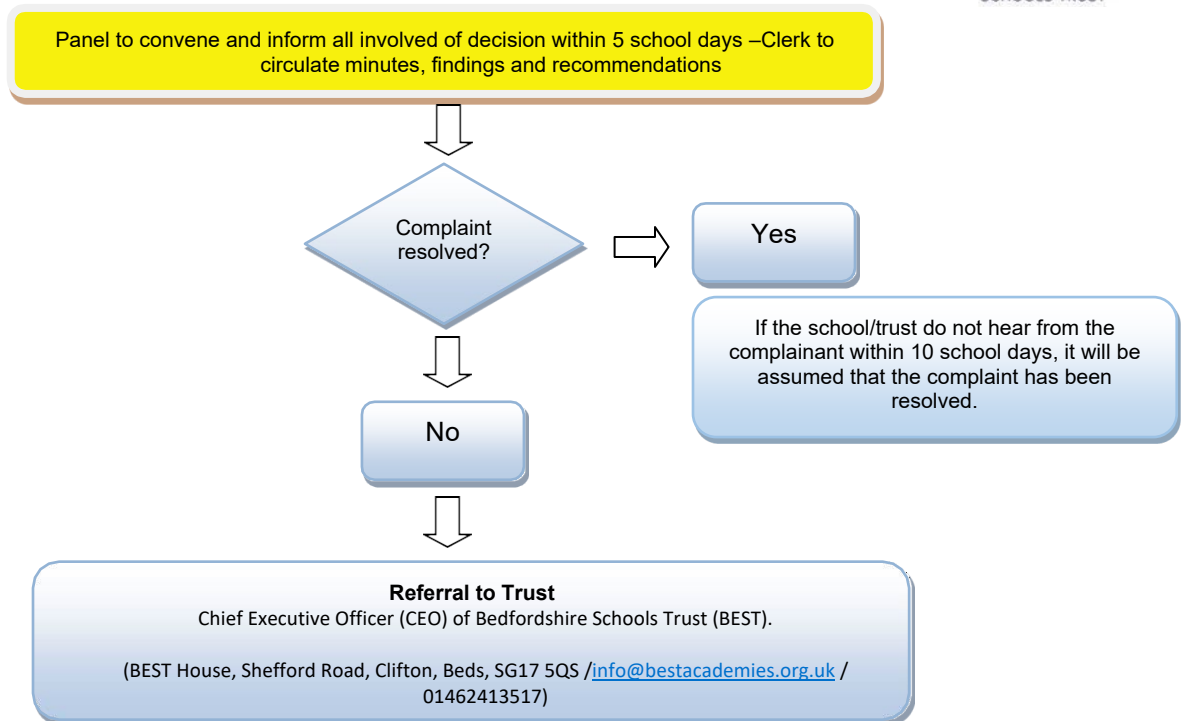 Panel to convene and inform all involved of decision within 5 school days –Clerk to
circulate minutes, findings and recommendations
Complaint
resolved?
Yes
If the school/trust do not hear from the
complainant within 10 school days, it will be
assumed that the complaint has been
resolved.
No
Referral to Trust
Chief Executive Officer (CEO) of Bedfordshire Schools Trust (BEST).
(BEST House, Shefford Road, Clifton, Beds, SG17 5QS /info@bestacademies.org.uk /
01462413517)